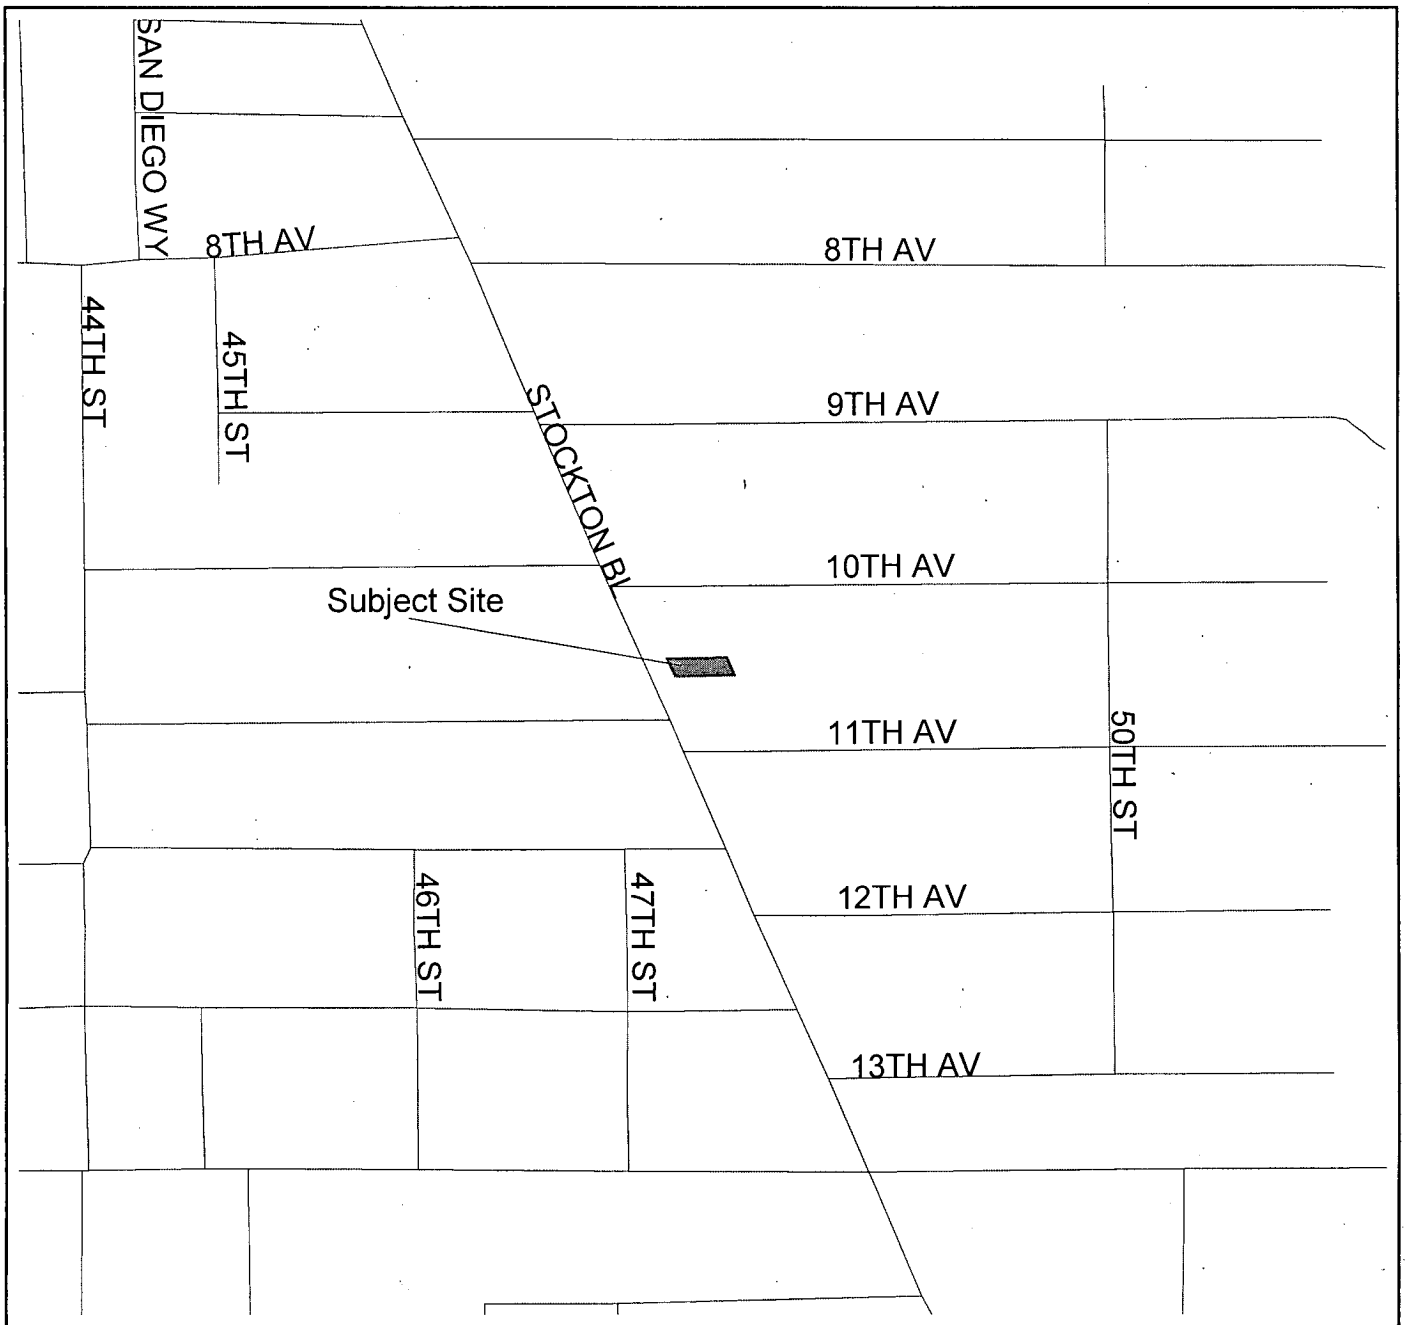 SAN DIEGO WY
8TH AV
8TH AV
44TH ST
45TH ST
STOCKTON BL
9TH AV
10TH AV
Subject Site
11TH AV
50TH ST
46TH ST
47TH ST
12TH AV
13TH AV